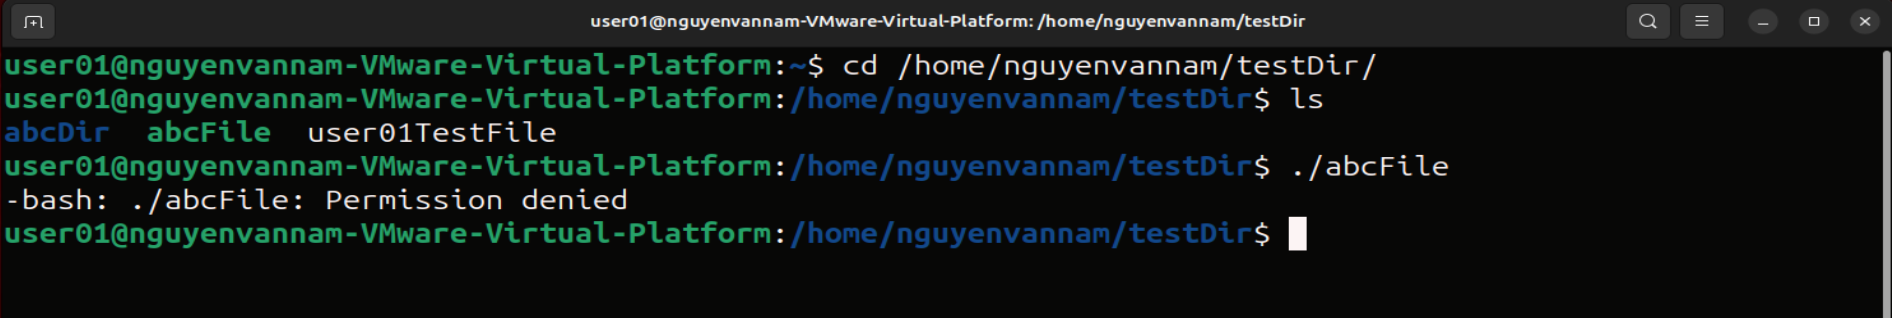 user01@nguyenvannam-VMware-Virtual-Platform: /home/nguyenvannam/testDir
user01@nguyenvannam-VMware-Virtual-Platform:~$ cd /home/nguyenvannam/testDir/
user01@nguyenvannam-VMware-Virtual-Platform:/home/nguyenvannam/testDir$ ls
abcDir  abcFile  user01TestFile
user01@nguyenvannam-VMware-Virtual-Platform:/home/nguyenvannam/testDir$ ./abcFile
-bash: ./abcFile: Permission denied
user01@nguyenvannam-VMware-Virtual-Platform:/home/nguyenvannam/testDir$